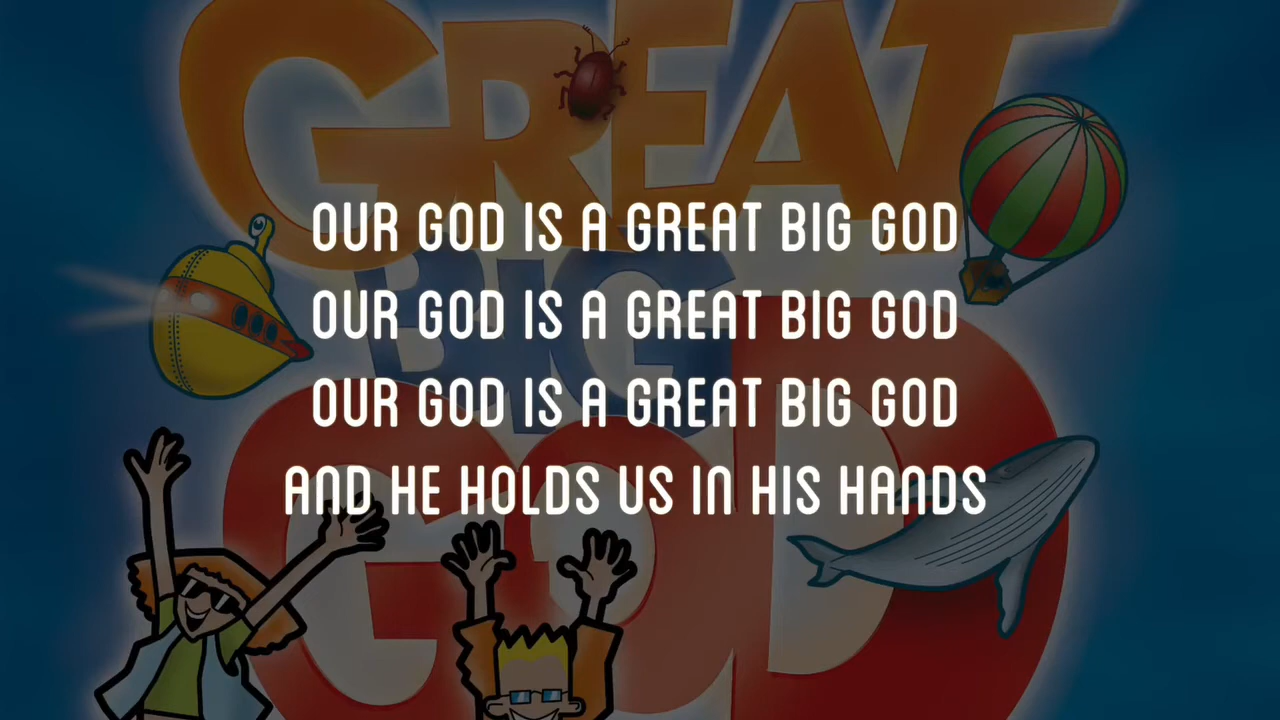 GREAT
BIG
GOD
OUR GOD IS A GREAT BIG GOD
OUR GOD IS A GREAT BIG GOD
OUR GOD IS A GREAT BIG GOD
AND HE HOLDS US IN HIS HANDS